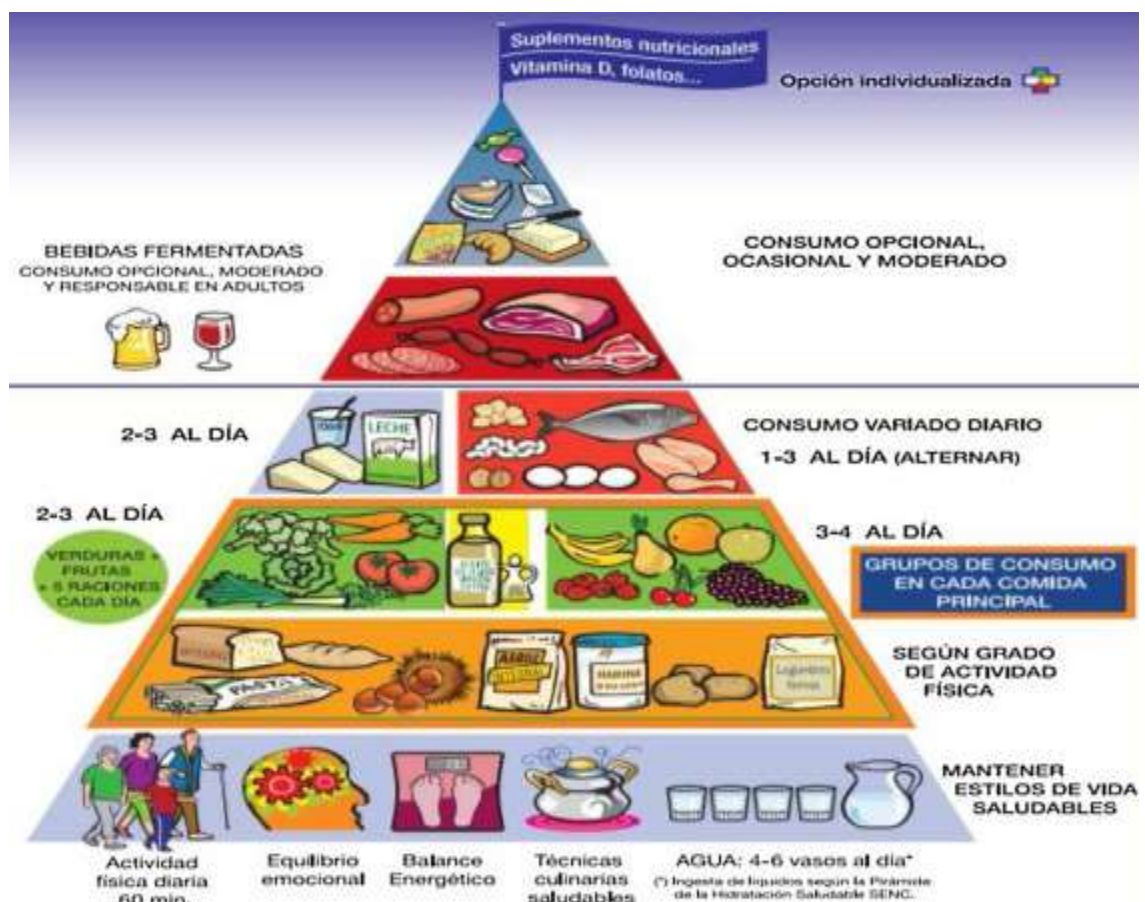 Suplementos nutricionales
Vitamina D, folatos...
Opción individualizada
BEBIDAS FERMENTADAS
CONSUMO OPCIONAL, MODERADO
Y RESPONSABLE EN ADULTOS
CONSUMO OPCIONAL,
OCASIONAL Y MODERADO
2-3 AL DÍA
LECHE
CONSUMO VARIADO DIARIO
1-3 AL DÍA (ALTERNAR)
2-3 AL DÍA
VERDURAS +
FRUTAS
+ 5 RACIONES
CADA DÍA
3-4 AL DÍA
GRUPOS DE CONSUMO
EN CADA COMIDA
PRINCIPAL
INTEGRAL
PASTA
ARROZ
INTEGRAL
HARINA
Legumbres
SEGÚN GRADO
DE ACTIVIDAD
FÍSICA
MANTENER
ESTILOS DE VIDA
SALUDABLES
Actividad
física diaria
60 min.
Equilibrio
emocional
Balance
Energético
Técnicas
culinarias
saludables
AGUA: 4-6 vasos al día*
(*) Ingesta de líquidos según la Pirámide
de la Hidratación Saludable SENC.